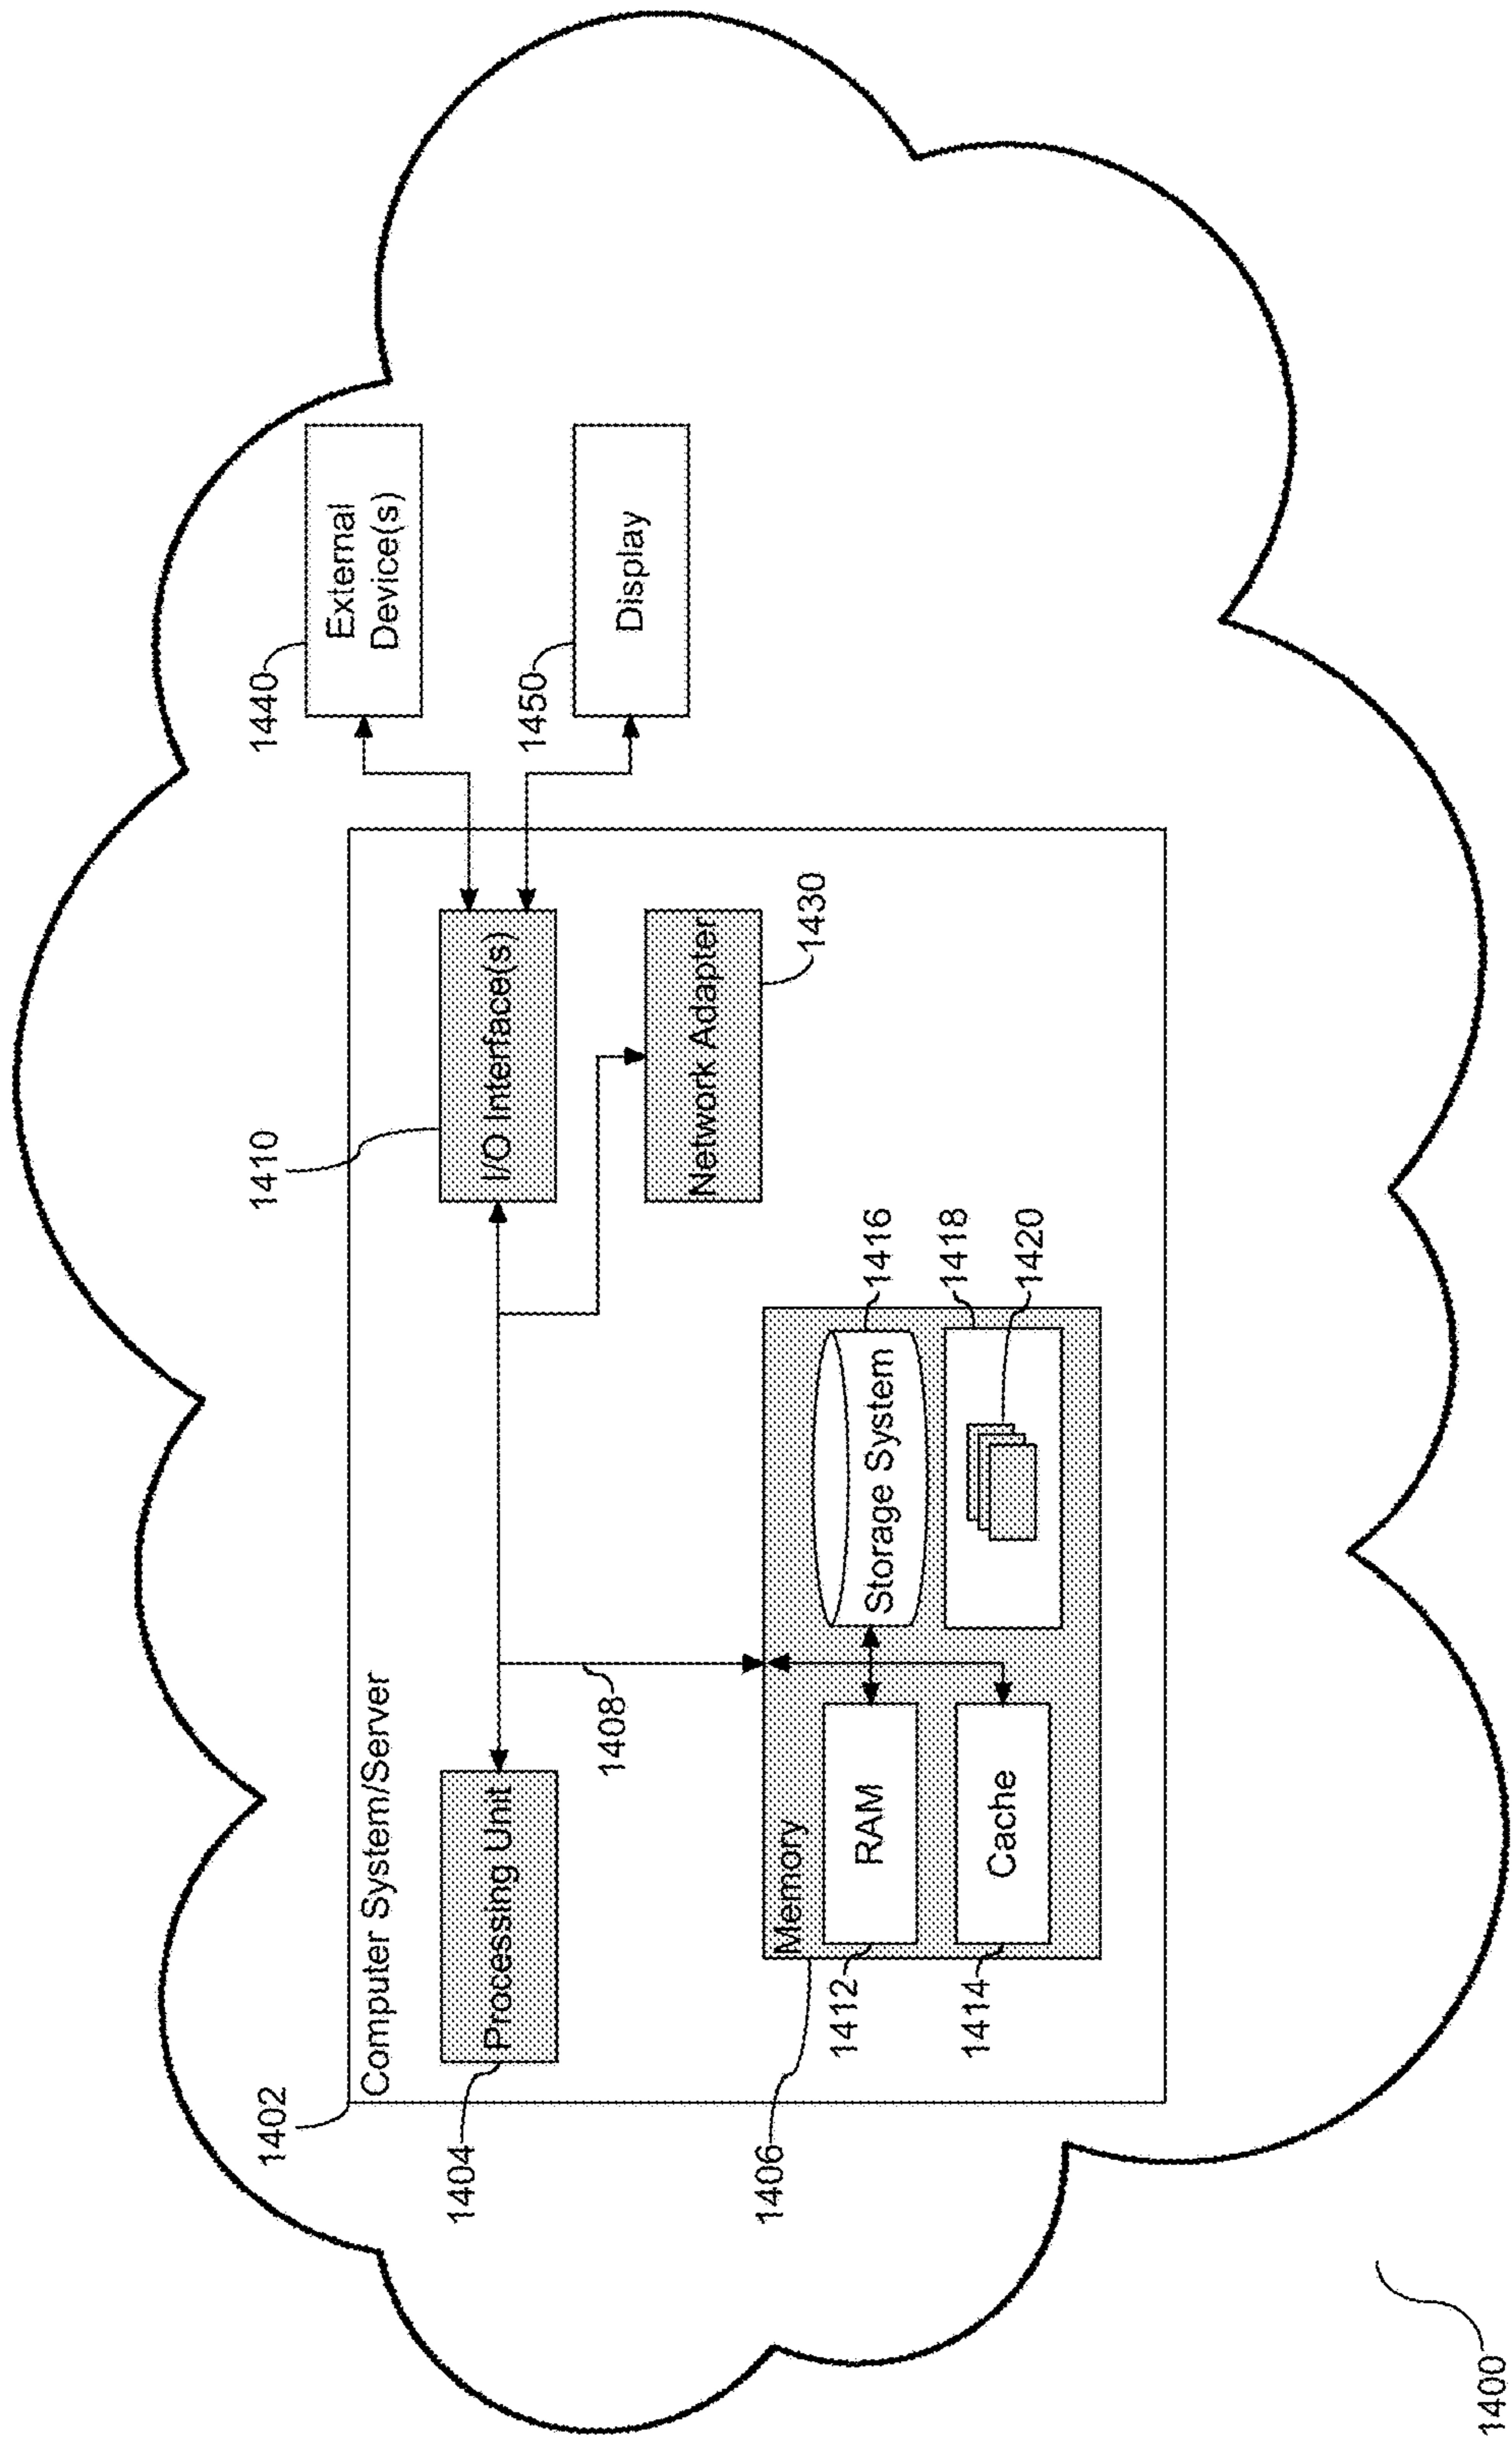 1402
Computer System/Server
1404
Processing Unit
1410
I/O Interface(s)
1440
External
Device(s)
1450
Display
1408
Network Adapter
1430
1406
Memory
1412
RAM
1414
Cache
Storage System
1416
1418
1420
1400